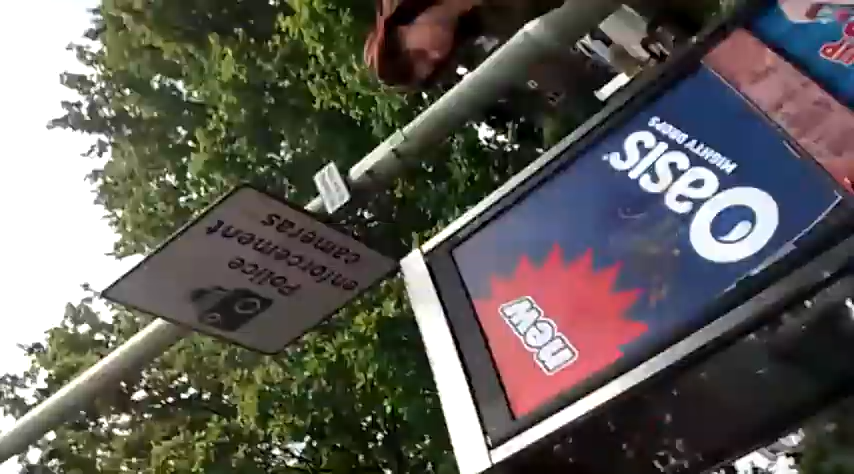 Police
enforcement
cameras
new
Oasis
MIGHTY DROPS